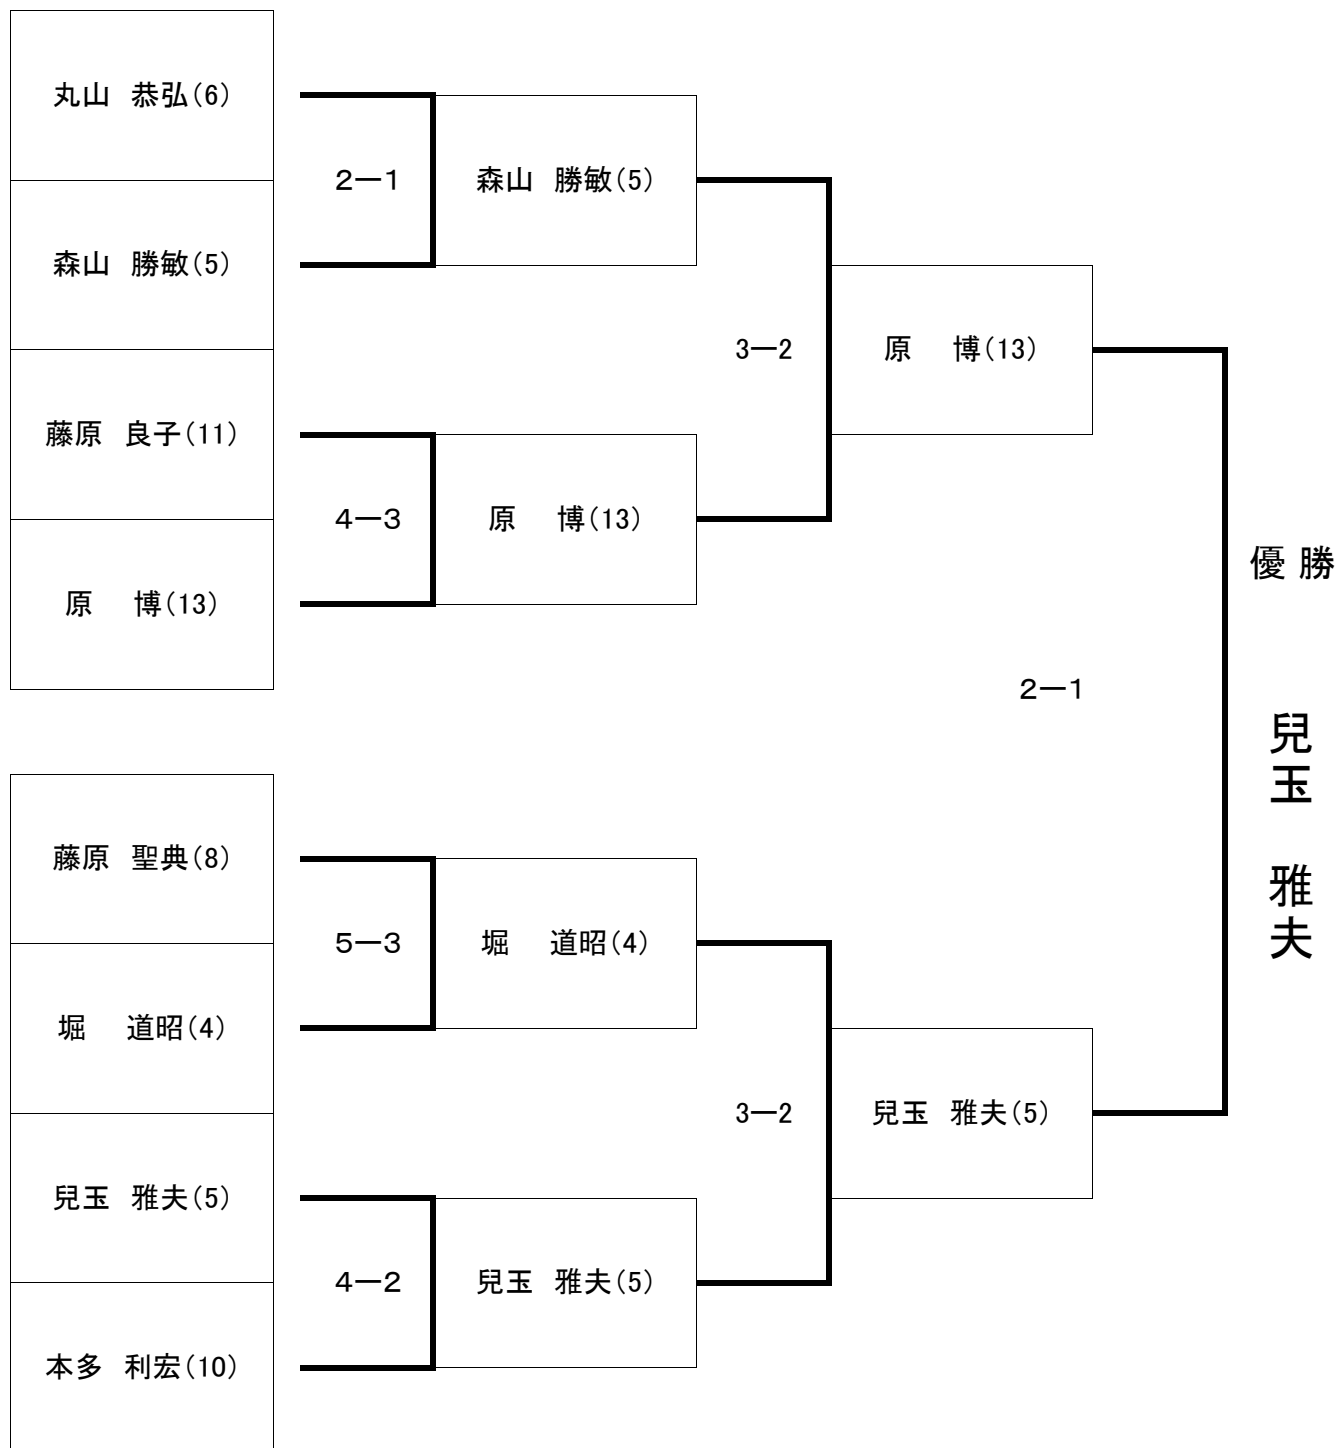 丸山 恭弘(6)
森山 勝敏(5)
藤原 良子(11)
原 博(13)
2―1
4―3
森山 勝敏(5)
原 博(13)
3―2
原 博(13)
藤原 聖典(8)
堀 道昭(4)
兒玉 雅夫(5)
本多 利宏(10)
5―3
4―2
堀 道昭(4)
兒玉 雅夫(5)
3―2
兒玉 雅夫(5)
2―1
優 勝
兒玉 雅夫